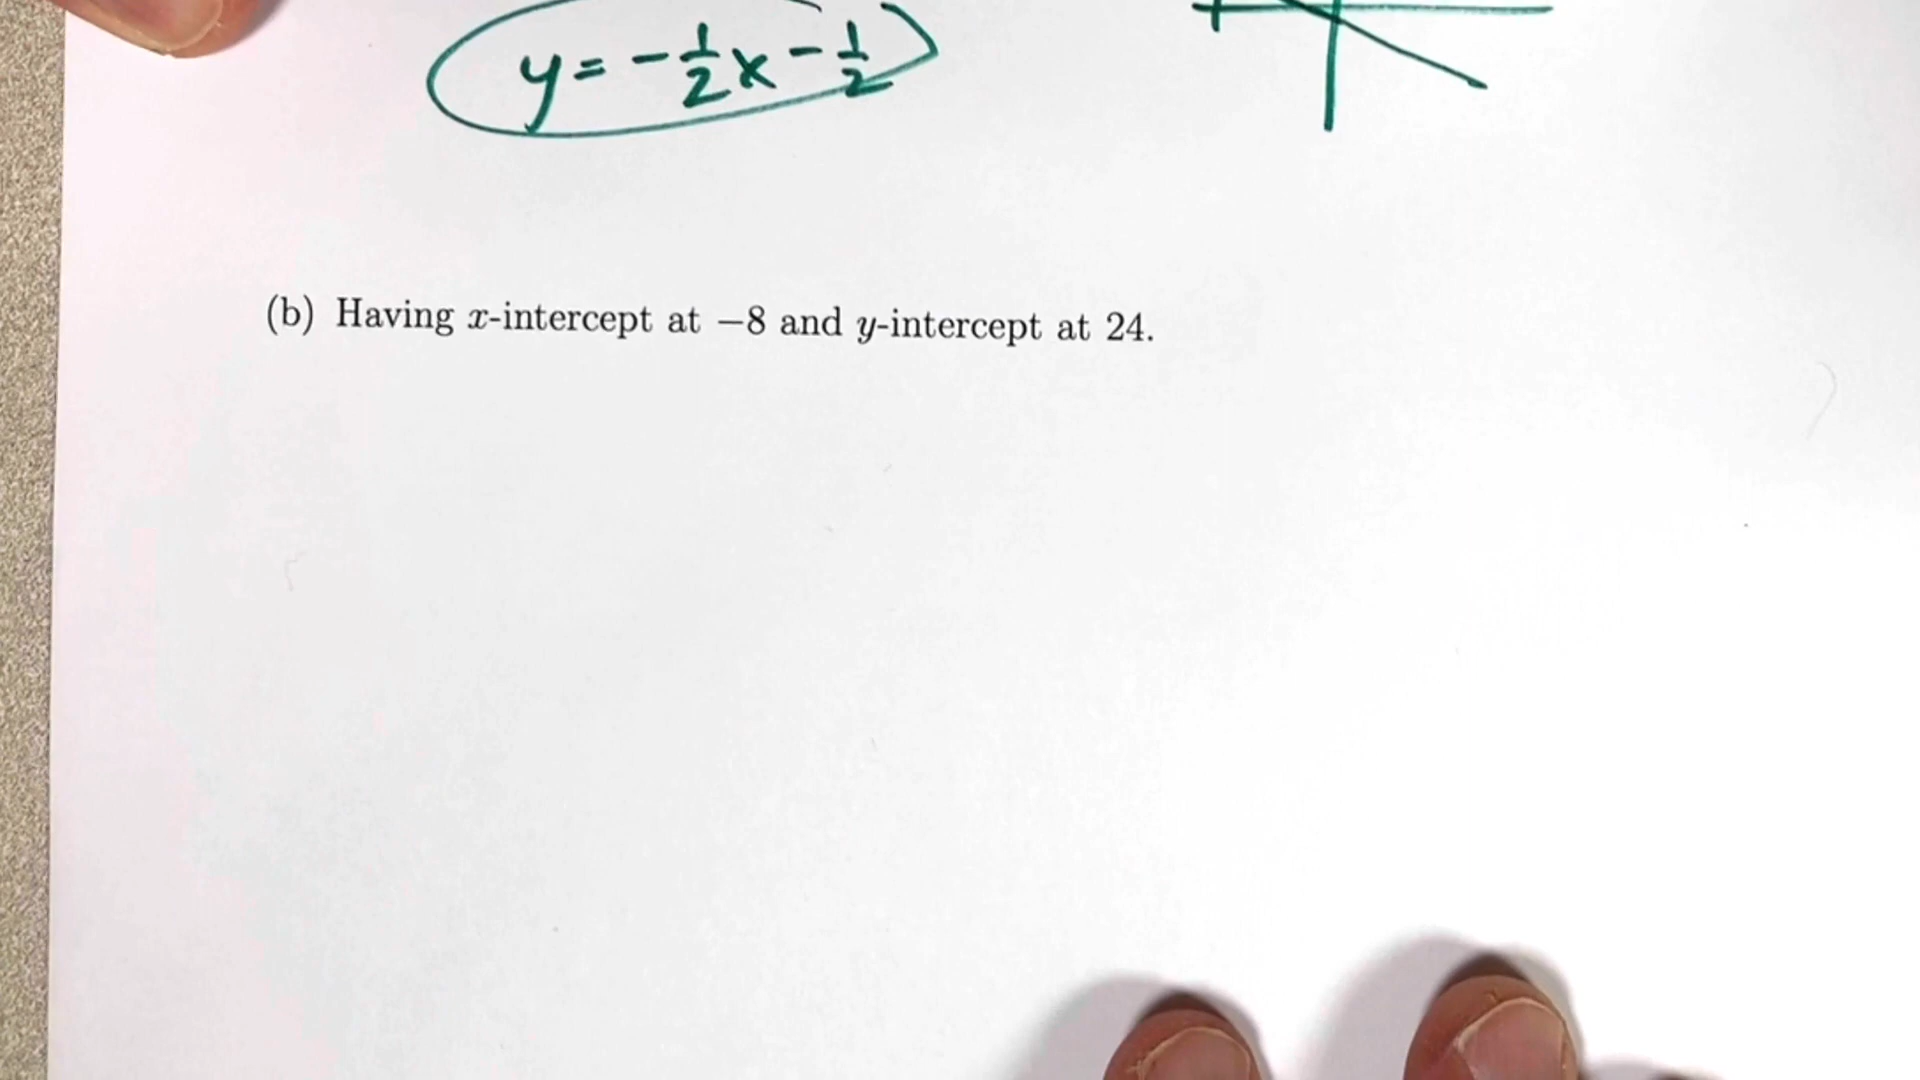 y = -1/2x - 1/2
(b) Having x-intercept at −8 and y-intercept at 24.